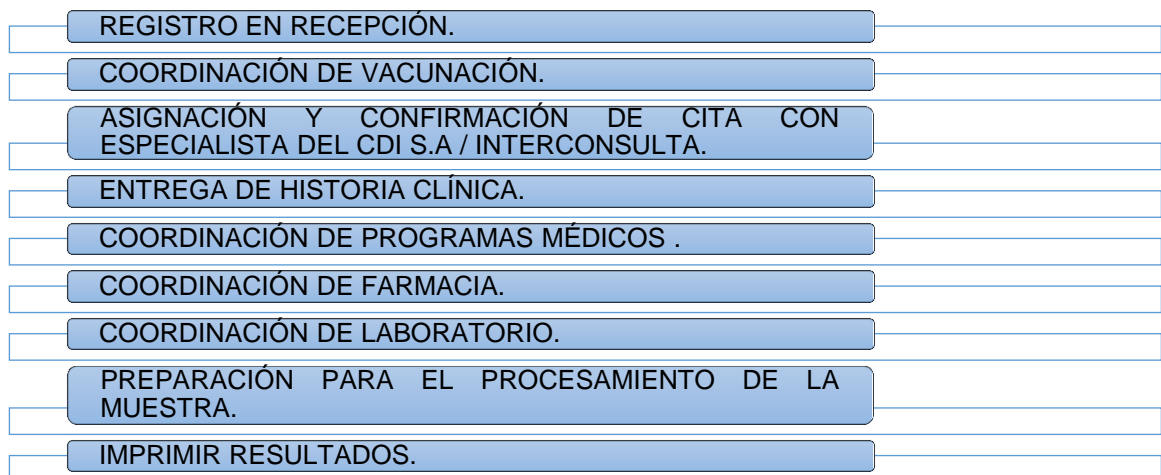 REGISTRO EN RECEPCIÓN.
COORDINACIÓN DE VACUNACIÓN.
ASIGNACIÓN Y CONFIRMACIÓN DE CITA CON
ESPECIALISTA DEL CDI S.A / INTERCONSULTA.
ENTREGA DE HISTORIA CLÍNICA.
COORDINACIÓN DE PROGRAMAS MÉDICOS .
COORDINACIÓN DE FARMACIA.
COORDINACIÓN DE LABORATORIO.
PREPARACIÓN PARA EL PROCESAMIENTO DE LA
MUESTRA.
IMPRIMIR RESULTADOS.